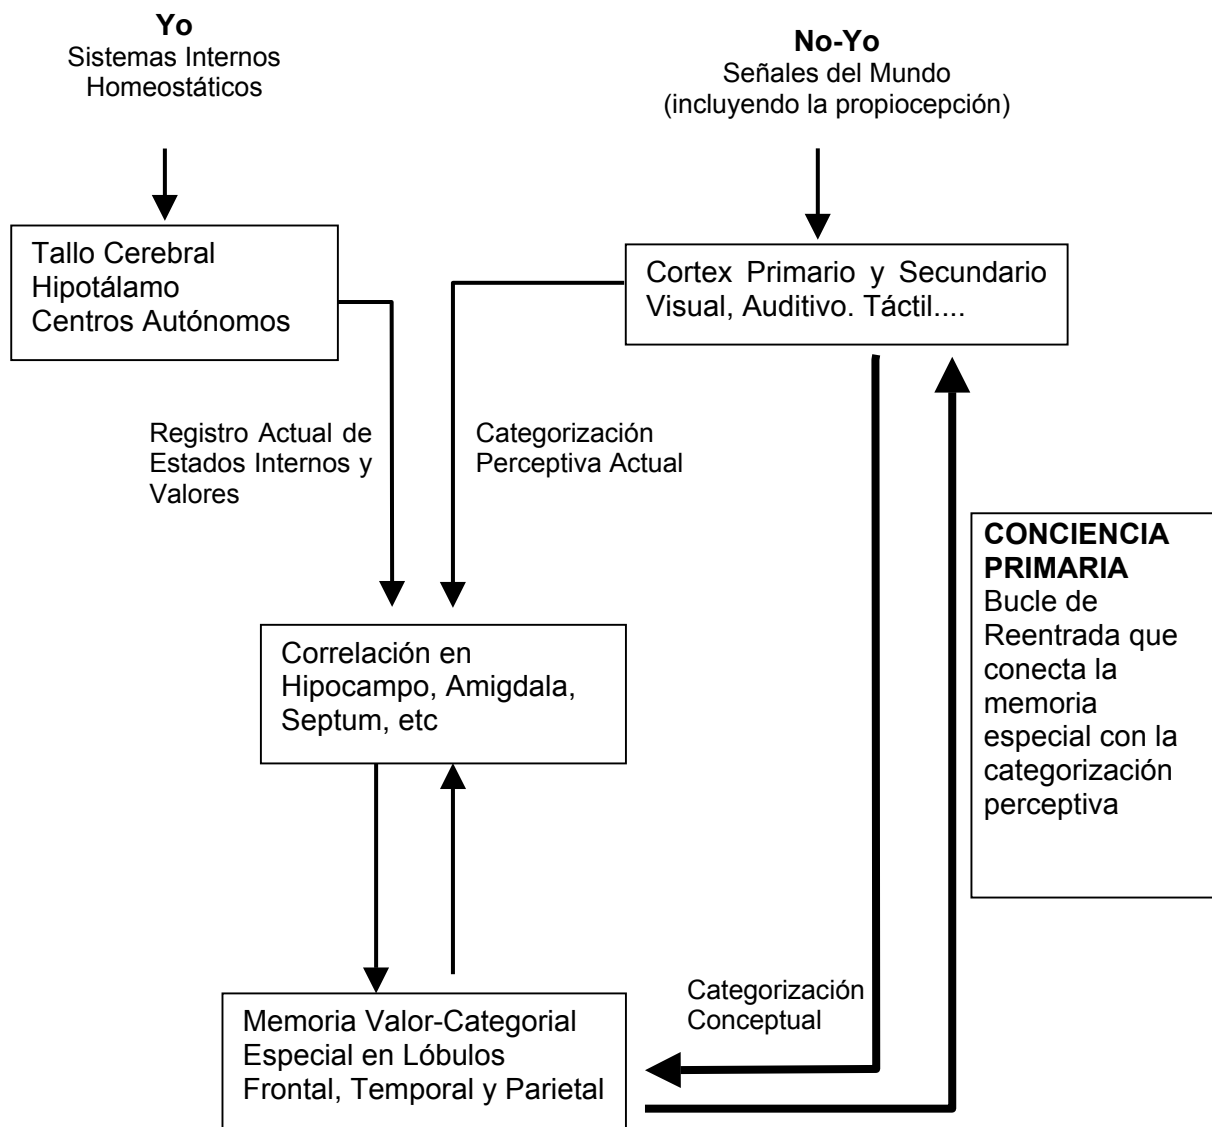 Yo
Sistemas Internos
Homeostáticos
No-Yo
Señales del Mundo
(incluyendo la propiocepción)
Tallo Cerebral
Hipotálamo
Centros Autónomos
Cortex Primario y Secundario
Visual, Auditivo. Táctil....
Registro Actual de
Estados Internos y
Valores
Categorización
Perceptiva Actual
CONCIENCIA
PRIMARIA
Bucle de
Reentrada que
conecta la
memoria
especial con la
categorización
perceptiva
Correlación en
Hipocampo, Amigdala,
Septum, etc
Categorización
Conceptual
Memoria Valor-Categorial
Especial en Lóbulos
Frontal, Temporal y Parietal